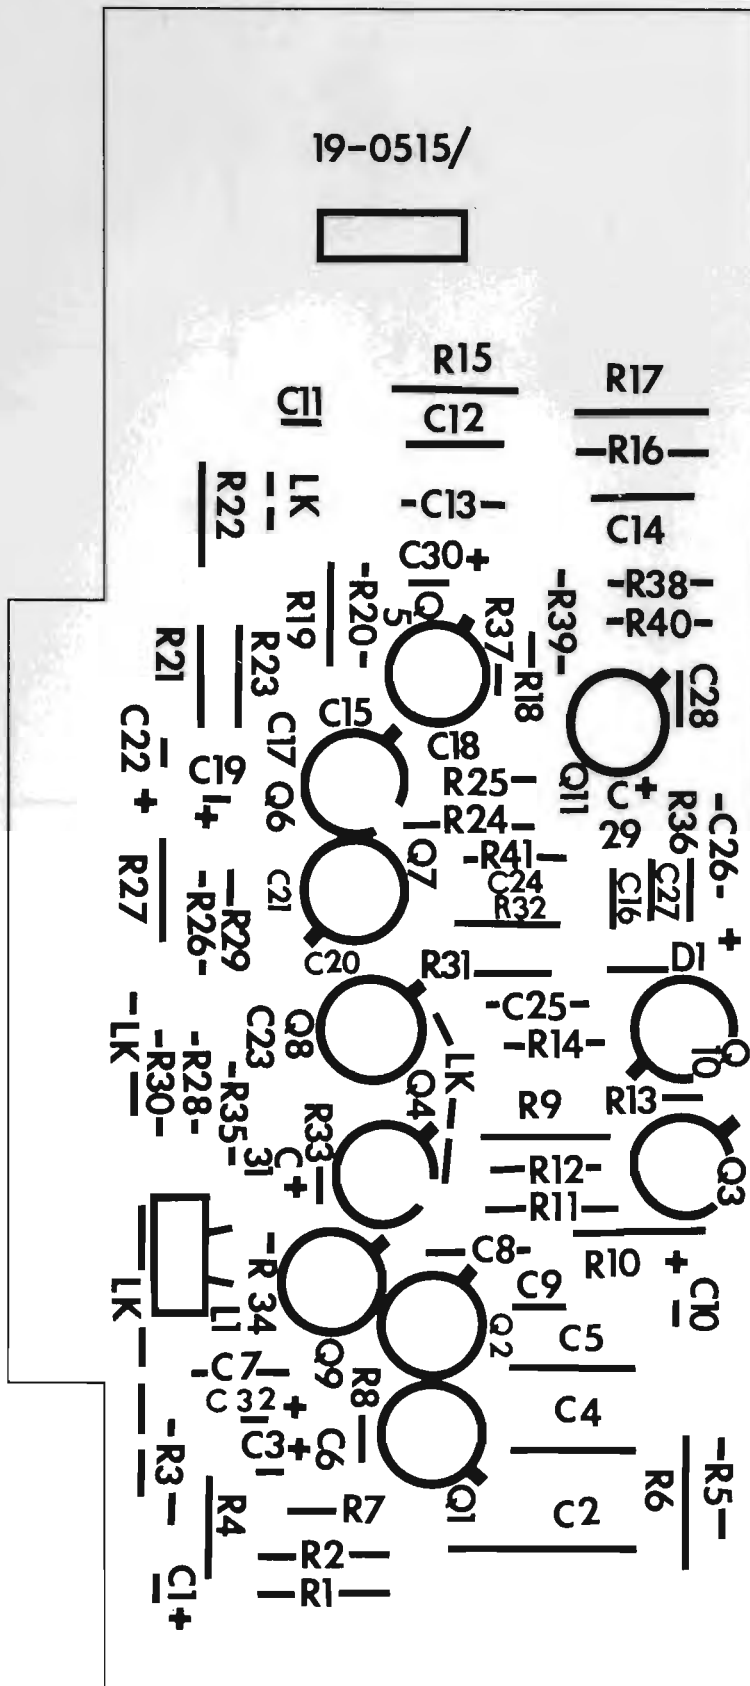 19-0515/
R15
R17
C11
C12
-R16-
R22
LK
-C13-
C14
C30+
-R38-
R19
-R20-
Q5
R37
-R39-
-R40-
R21
R23
R18
C28
C22 +
C19 +
C17
C15
C18
Q6
R25-
Q11
C+ 29
R36
-C26- +
-R24-
R27
-R26-
-R29
C21
Q7
-R41-
C24
R32
C16
C27
C20
R31
D1
-LK
-R30-
-R28-
-R35-
C23
Q8
LK
-C25-
-R14-
Q10
C+ 31
R33
Q4
R9
R13-
-R12-
-R11-
Q3
R10
LK
L1
-R 34
Q9
-C8-
C9
Q2
+ C10
C5
-C7-
C 32 +
R8
C4
C3+
C6
-R3-
R4
-R7
Q1
C2
R6
-R5-
-R2-
-R1-
C1+